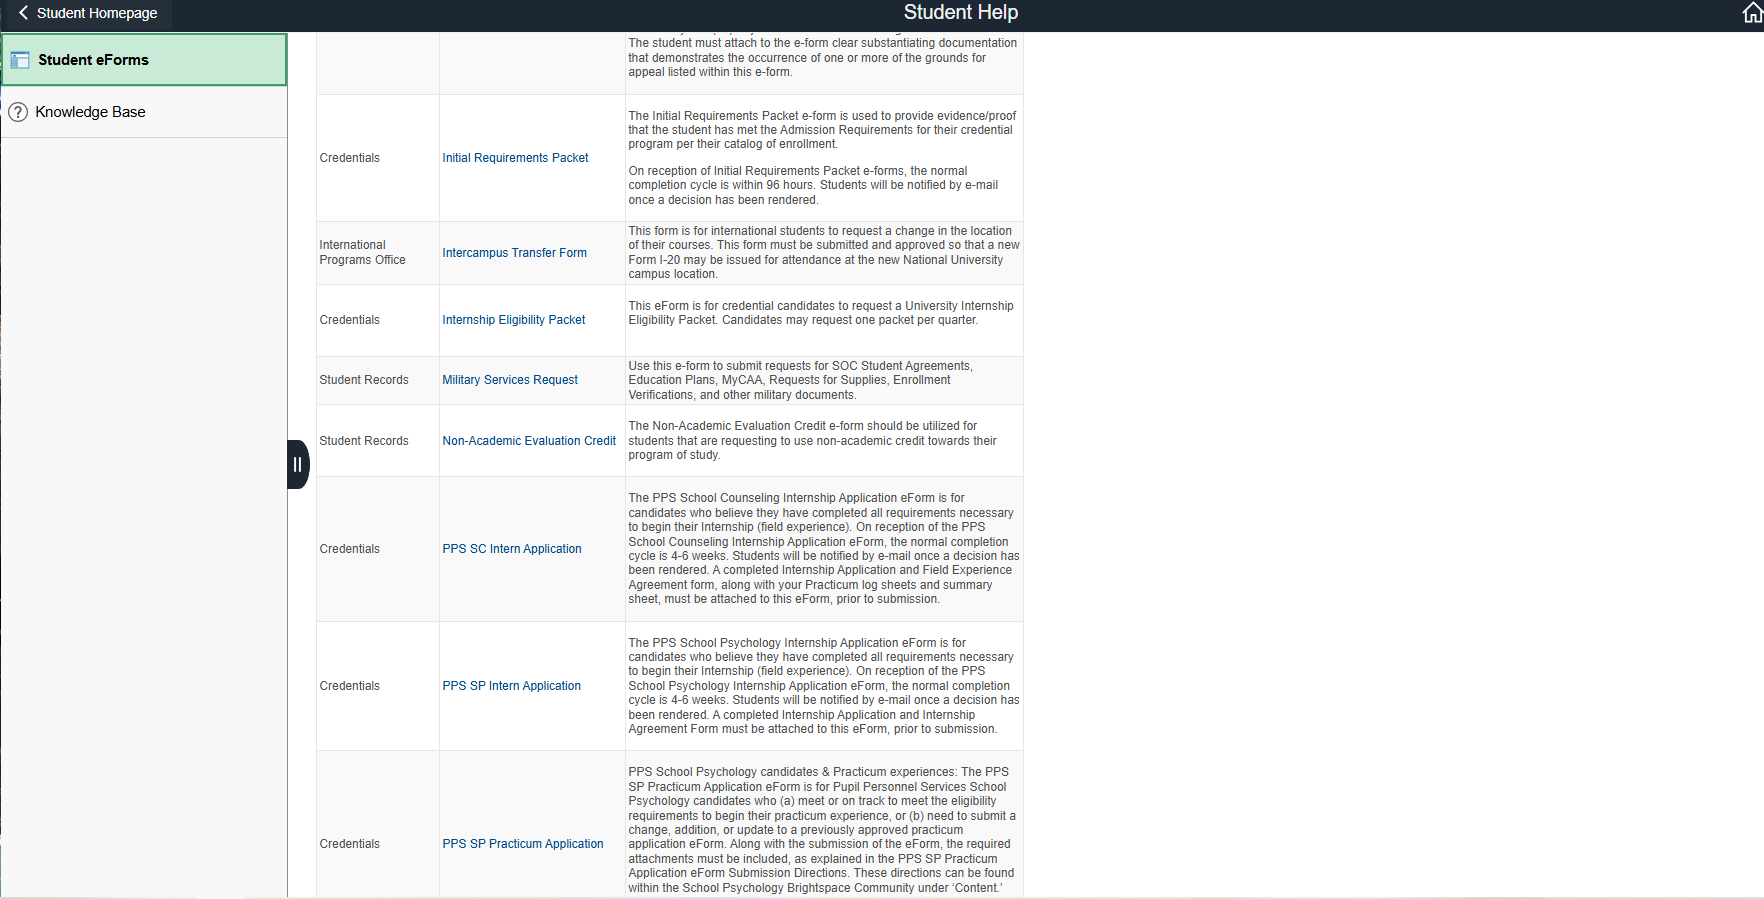 Student Homepage
Student Help
Student eForms
Knowledge Base
The student must attach to the e-form clear substantiating documentation
that demonstrates the occurrence of one or more of the grounds for
appeal listed within this e-form.
Credentials
Initial Requirements Packet
The Initial Requirements Packet e-form is used to provide evidence/proof
that the student has met the Admission Requirements for their credential
program per their catalog of enrollment.
On reception of Initial Requirements Packet e-forms, the normal
completion cycle is within 96 hours. Students will be notified by e-mail
once a decision has been rendered.
International
Programs Office
Intercampus Transfer Form
This form is for international students to request a change in the location
of their courses. This form must be submitted and approved so that a new
Form I-20 may be issued for attendance at the new National University
campus location.
Credentials
Internship Eligibility Packet
This eForm is for credential candidates to request a University Internship
Eligibility Packet. Candidates may request one packet per quarter.
Student Records
Military Services Request
Use this e-form to submit requests for SOC Student Agreements,
Education Plans, MyCAA, Requests for Supplies, Enrollment
Verifications, and other military documents.
Student Records
Non-Academic Evaluation Credit
The Non-Academic Evaluation Credit e-form should be utilized for
students that are requesting to use non-academic credit towards their
program of study.
Credentials
PPS SC Intern Application
The PPS School Counseling Internship Application eForm is for
candidates who believe they have completed all requirements necessary
to begin their Internship (field experience). On reception of the PPS
School Counseling Internship Application eForm, the normal completion
cycle is 4-6 weeks. Students will be notified by e-mail once a decision has
been rendered. A completed Internship Application and Field Experience
Agreement form, along with your Practicum log sheets and summary
sheet, must be attached to this eForm, prior to submission.
Credentials
PPS SP Intern Application
The PPS School Psychology Internship Application eForm is for
candidates who believe they have completed all requirements necessary
to begin their Internship (field experience). On reception of the PPS
School Psychology Internship Application eForm, the normal completion
cycle is 4-6 weeks. Students will be notified by e-mail once a decision has
been rendered. A completed Internship Application and Internship
Agreement Form must be attached to this eForm, prior to submission.
Credentials
PPS SP Practicum Application
PPS School Psychology candidates & Practicum experiences: The PPS
SP Practicum Application eForm is for Pupil Personnel Services School
Psychology candidates who (a) meet or on track to meet the eligibility
requirements to begin their practicum experience, or (b) need to submit a
change, addition, or update to a previously approved practicum
application eForm. Along with the submission of the eForm, the required
attachments must be included, as explained in the PPS SP Practicum
Application eForm Submission Directions. These directions can be found
within the School Psychology Brightspace Community under ‘Content.’